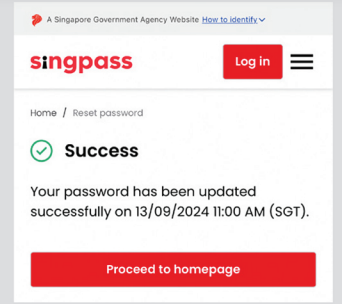 A Singapore Government Agency Website How to identify
singpass
Log in
Home / Reset password
Success
Your password has been updated
successfully on 13/09/2024 11:00 AM (SGT).
Proceed to homepage